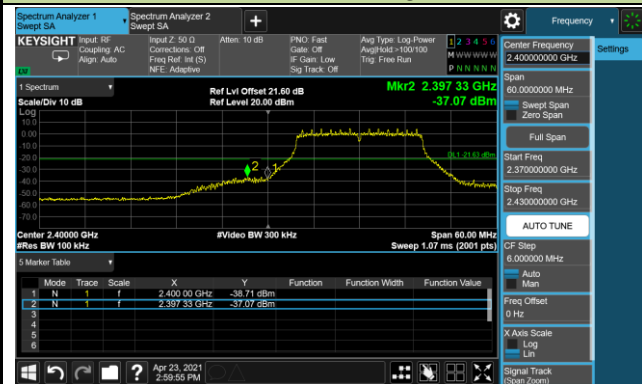 Spectrum Analyzer 1
Swept SA
Spectrum Analyzer 2
Swept SA
+
Frequency
KEYSIGHT
Input: RF
Coupling: AC
Align: Auto
Input Z: 50 Ω
Corrections: Off
Freq Ref: Int (S)
NFE: Adaptive
Atten: 10 dB
PNO: Fast
Gate: Off
IF Gain: Low
Sig Track: Off
Avg Type: Log-Power
Avg|Hold:>100/100
Trig: Free Run
1 2 3 4 5 6
M W W W W W
P N N N N N
LXI
1 Spectrum
Scale/Div 10 dB
Ref Lvl Offset 21.60 dB
Ref Level 20.00 dBm
Mkr2 2.397 33 GHz
-37.07 dBm
Log
10.0
0.00
-10.0
-20.0
-30.0
-40.0
-50.0
-60.0
-70.0
DL1 -21.63 dBm
2
1
Center 2.40000 GHz
#Res BW 100 kHz
#Video BW 300 kHz
Span 60.00 MHz
Sweep 1.07 ms (2001 pts)
5 Marker Table
Mode Trace Scale X Y Function Function Width Function Value
1 N 1 f 2.400 00 GHz -38.71 dBm
2 N 1 f 2.397 33 GHz -37.07 dBm
3
4
5
6
Center Frequency
2.400000000 GHz
Settings
Span
60.0000000 MHz
Swept Span
Zero Span
Full Span
Start Freq
2.370000000 GHz
Stop Freq
2.430000000 GHz
AUTO TUNE
CF Step
6.000000 MHz
Auto
Man
Freq Offset
0 Hz
X Axis Scale
Log
Lin
Signal Track
(Span Zoom)
?
Apr 23, 2021
2:59:55 PM